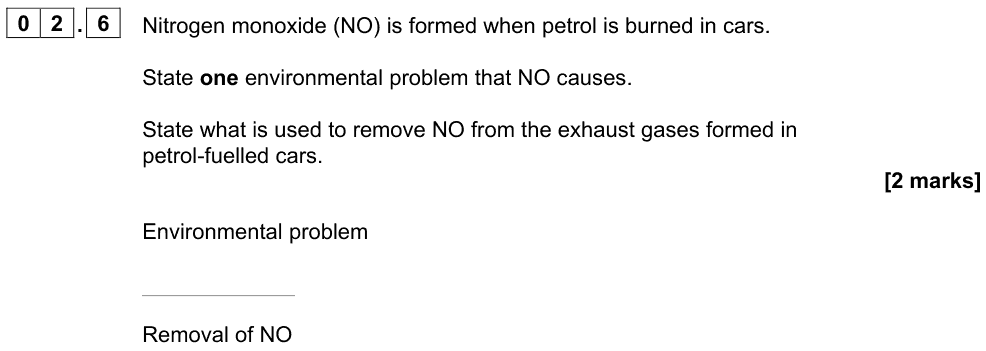 0 2 . 6 Nitrogen monoxide (NO) is formed when petrol is burned in cars.
State one environmental problem that NO causes.
State what is used to remove NO from the exhaust gases formed in
petrol-fuelled cars.
[2 marks]
Environmental problem
Removal of NO